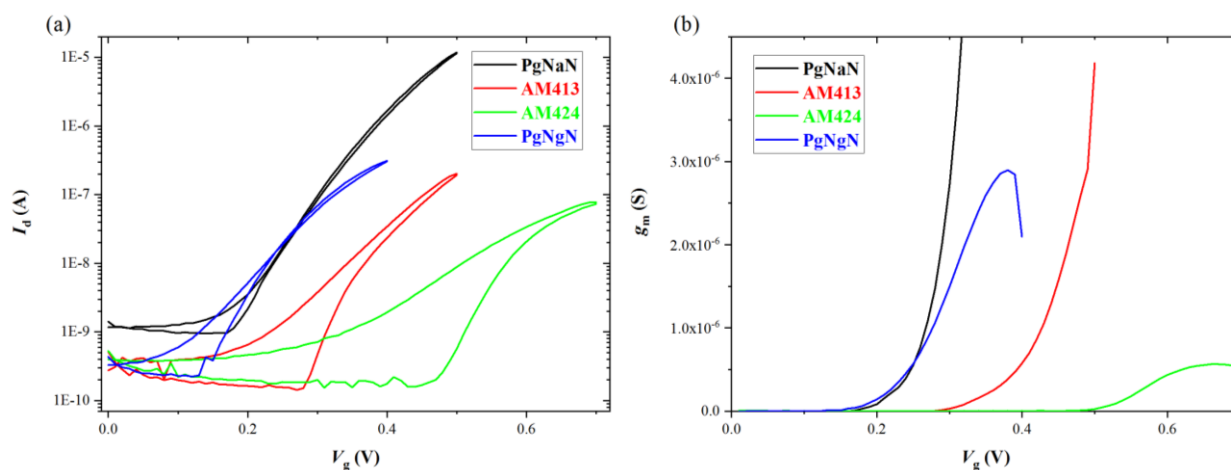 (a)
1E-5
1E-6
1E-7
1E-8
1E-9
1E-10
I_d (A)
PgNaN
AM413
AM424
PgNgN
0.0 0.2 0.4 0.6
V_g (V)
(b)
4.0x10^-6
3.0x10^-6
2.0x10^-6
1.0x10^-6
0.0
g_m (S)
PgNaN
AM413
AM424
PgNgN
0.0 0.2 0.4 0.6
V_g (V)